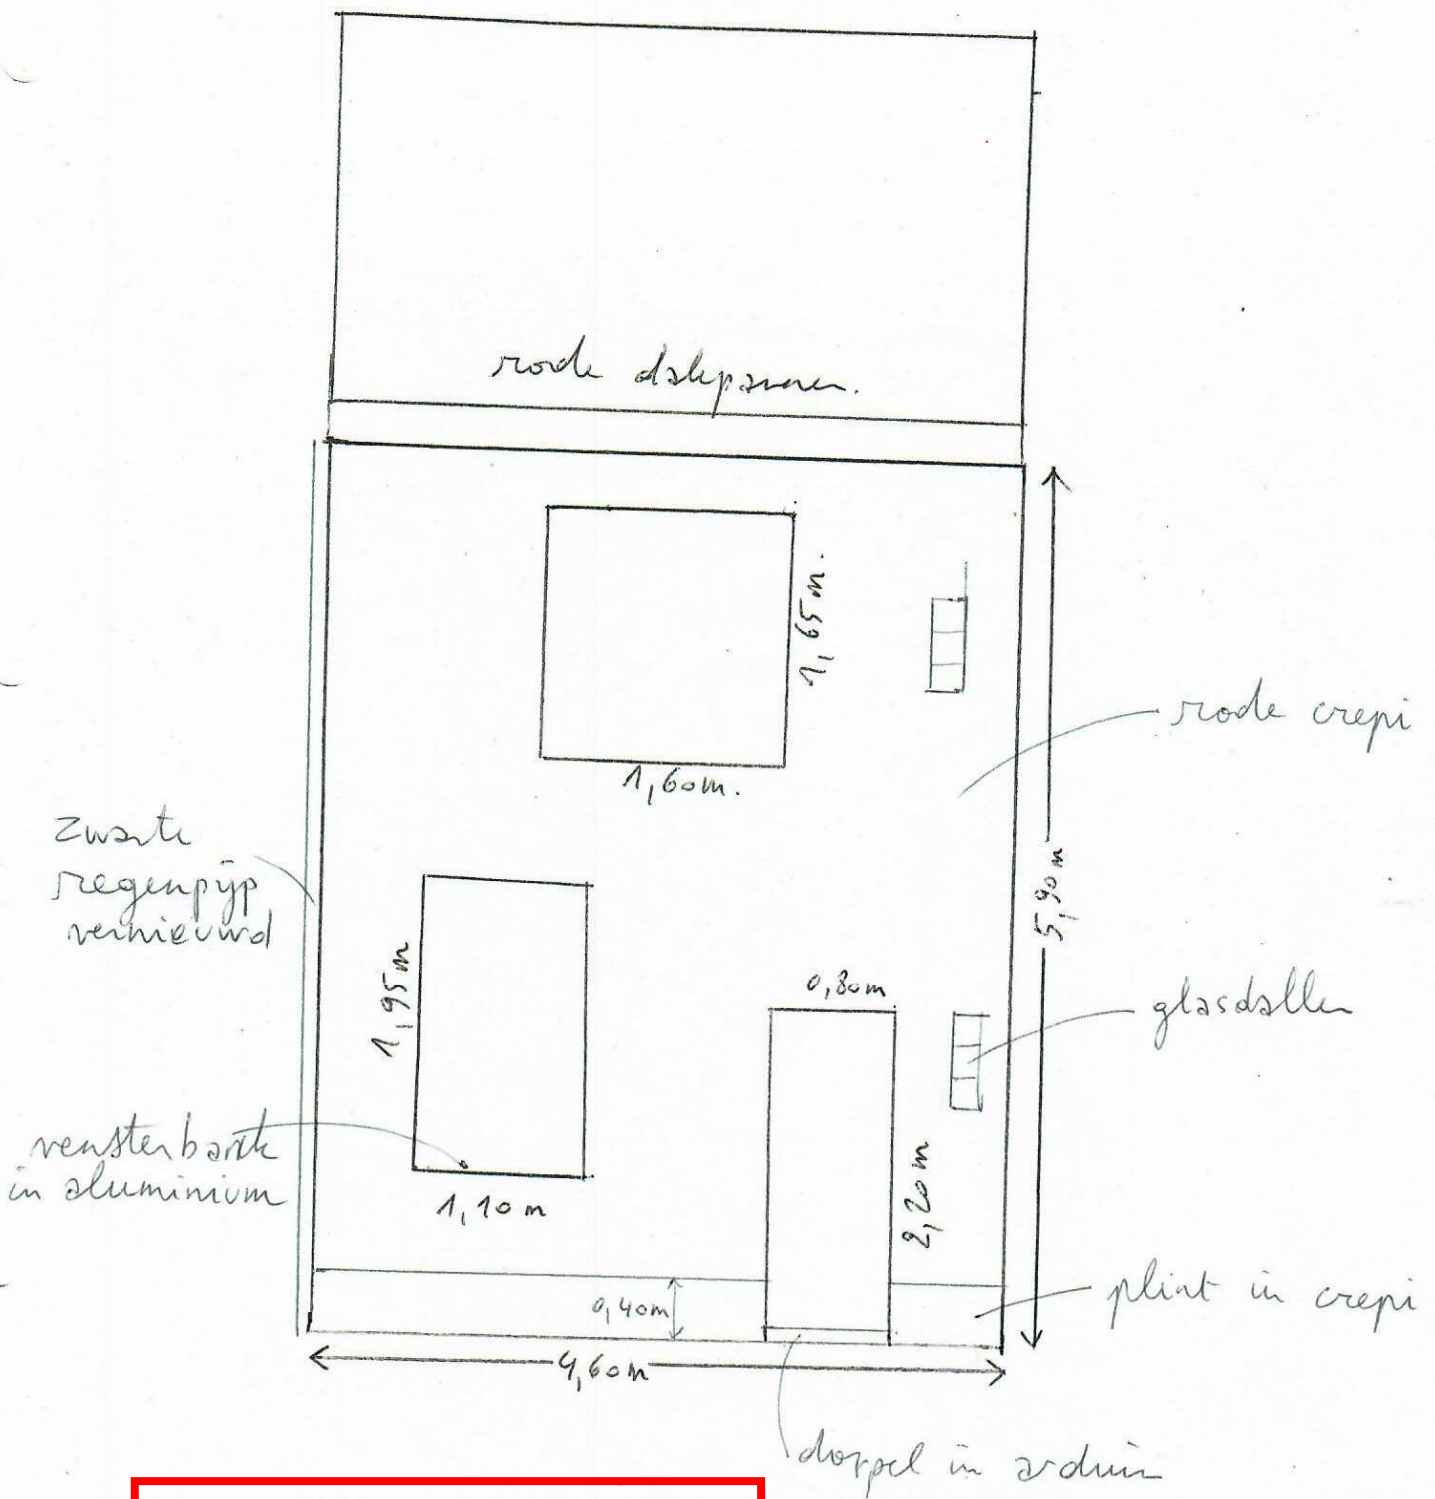 rode dakpannen.
1,65m.
1,60m.
rode crepi
zwarte
regenpijp
vernieuwd
5,90m
1,95m
0,80m
glasdallen
vensterbank
in aluminium
1,10m
2,20m
0,40m
plint in crepi
4,60m
dorpel in arduin